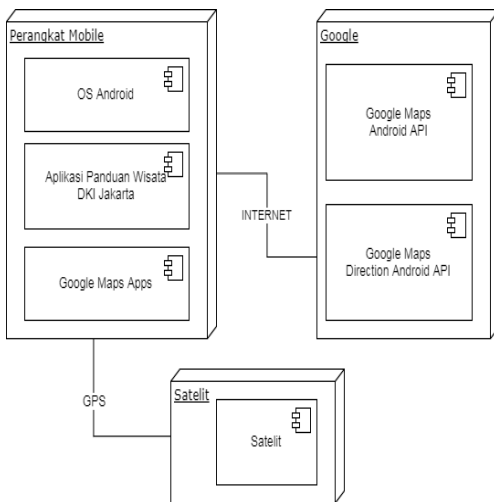 Perangkat Mobile
OS Android
Aplikasi Panduan Wisata
DKI Jakarta
Google Maps Apps
INTERNET
Google
Google Maps
Android API
Google Maps
Direction Android API
GPS
Satelit
Satelit